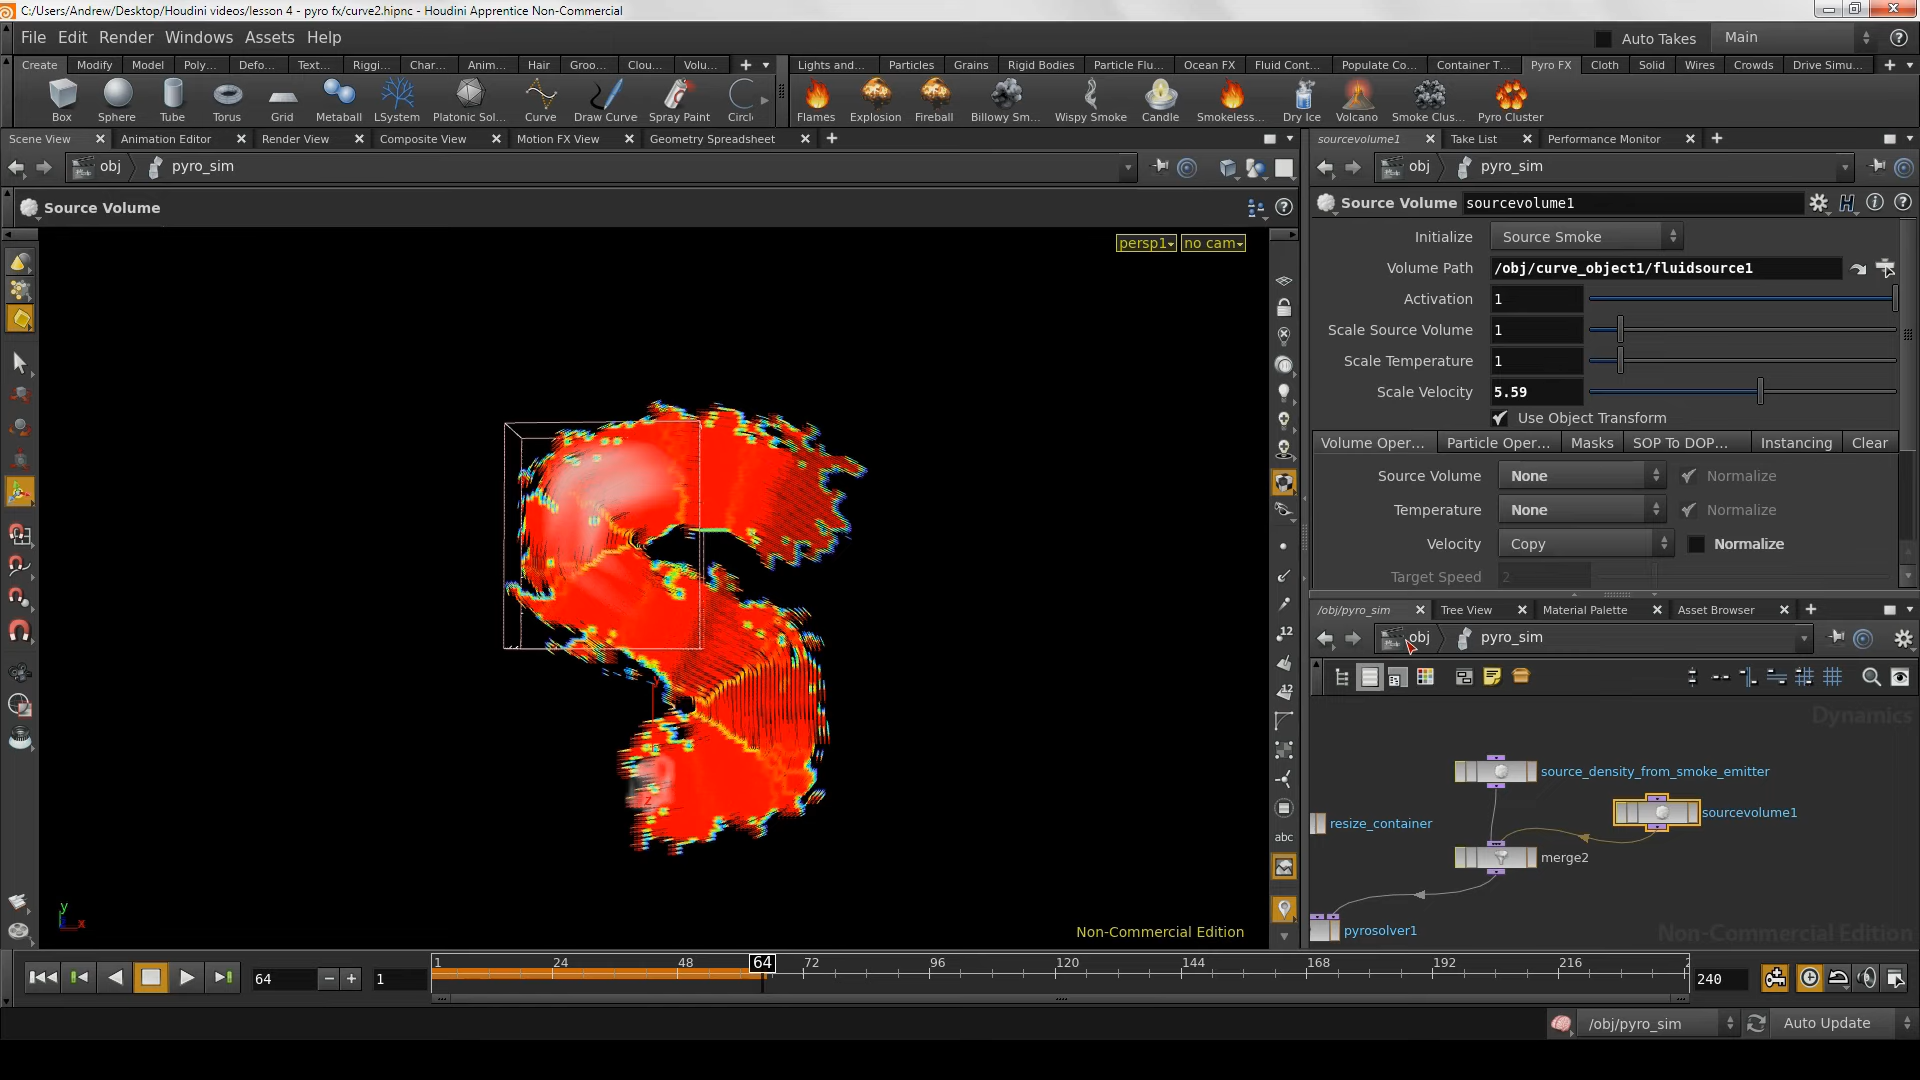 C:/Users/Andrew/Desktop/Houdini videos/lesson 4 - pyro fx/curve2.hipnc - Houdini Apprentice Non-Commercial
File Edit Render Windows Assets Help
Auto Takes Main
Create Modify Model Poly... Defo... Text... Riggi... Char... Anim... Hair Groo... Clou... Volu...
Lights and... Particles Grains Rigid Bodies Particle Flu... Ocean FX Fluid Cont... Populate Co... Container T... Pyro FX Cloth Solid Wires Crowds Drive Simu...
Box Sphere Tube Torus Grid Metaball LSystem Platonic Sol... Curve Draw Curve Spray Paint Circl
Flames Explosion Fireball Billowy Sm... Wispy Smoke Candle Smokeless... Dry Ice Volcano Smoke Clus... Pyro Cluster
Scene View Animation Editor Render View Composite View Motion FX View Geometry Spreadsheet
sourcevolume1 Take List Performance Monitor
obj pyro_sim
obj pyro_sim
Source Volume
Source Volume sourcevolume1
persp1 no cam
Initialize Source Smoke
Volume Path /obj/curve_object1/fluidsource1
Activation 1
Scale Source Volume 1
Scale Temperature 1
Scale Velocity 5.59
Use Object Transform
Volume Oper... Particle Oper... Masks SOP To DOP... Instancing Clear
Source Volume None Normalize
Temperature None Normalize
Velocity Copy Normalize
Target Speed 2
/obj/pyro_sim Tree View Material Palette Asset Browser
obj pyro_sim
12
12
abc
Dynamics
source_density_from_smoke_emitter
sourcevolume1
resize_container
merge2
pyrosolver1
Non-Commercial Edition
z
y
x
Non-Commercial Edition
64 1
1 24 48 64 72 96 120 144 168 192 216 2
240
/obj/pyro_sim Auto Update